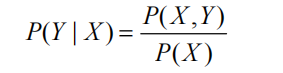 P(Y | X) = P(X,Y) / P(X)